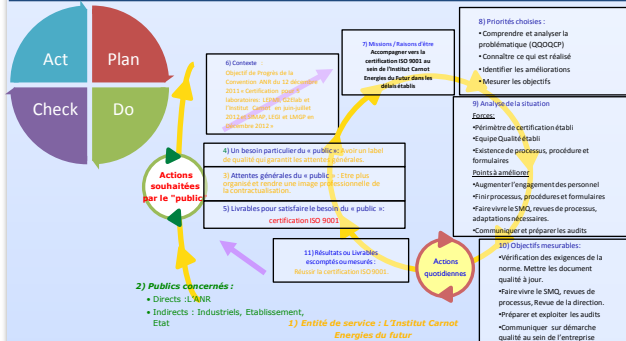 Act
Plan
Check
Do
6) Contexte
Objectif de Progrès de la
Convention ANR du 12 décembre
2011 « Certification pour 5
laboratoires:
l'Institut Carnot en juin-juillet
2012
décembre 2012 »
7) Missions / Raisons d'être
Accompagner vers la
certification ISO 9001 au
sein de l'Institut Carnot
Energies du Futur dans les
délais établis
8) Priorités choisies :
•Comprendre et analyser la
problématique (QQOQCP)
•Connaître ce qui est réalisé
•Identifier les améliorations
•Mesurer les objectifs
4) Un besoin particulier du « public »: Avoir un label
de qualité qui garantit les attentes générales.
3) Attentes générales du « public » : Etre plus
organisé et rendre une image professionnelle de
la contractualisation.
5) Livrables pour satisfaire le besoin du « public »:
certification ISO 9001
Actions
souhaitées
par le "public"
9) Analyse de la situation
Forces:
•Périmètre de certification établi
•Equipe Qualité établi
•Existence de processus, procédure et
formulaires
Points à améliorer
•Augmenter l'engagement des personnel
•Finir processus, procédures et formulaires
•Faire vivre le SMQ, revues de processus,
adaptations nécessaires.
•Communiquer et préparer les audits
11) Résultats ou Livrables
escomptés ou mesurés :
Réussir la certification ISO 9001.
Actions
quotidiennes
10) Objectifs mesurables:
•Vérification des exigences de la
norme. Mettre les document
qualité à jour.
•Faire vivre le SMQ, revues de
processus, Revue de la direction.
•Préparer et exploiter les audits
•Communiquer sur démarche
qualité au sein de l'entreprise
2) Publics concernés :
• Directs :L'ANR
• Indirects : Industriels, Etablissement,
Etat
1) Entité de service : L'Institut Carnot
Energies du futur